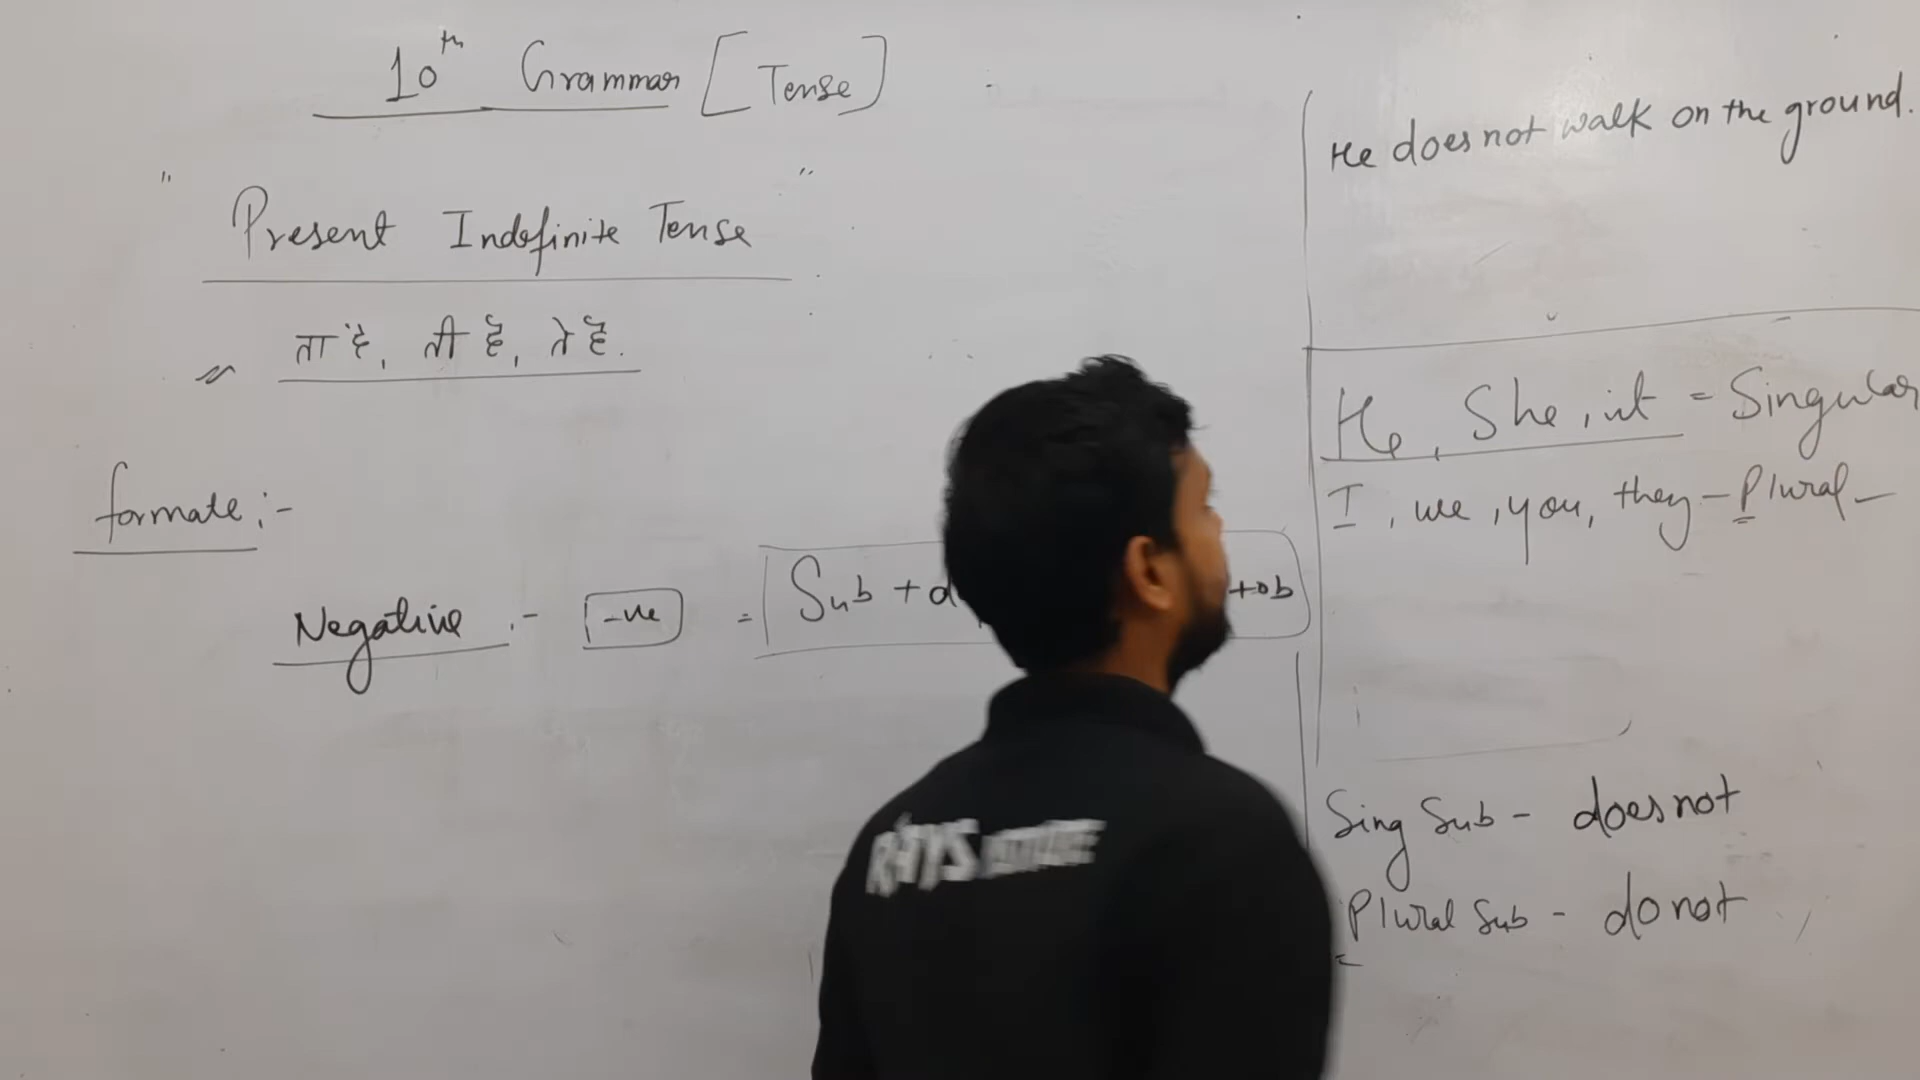 10th Grammar [Tense]
" Present Indefinite Tense "
ता है, ती है, ते है.
formate :-
Negative :- -ve = Sub + d +ob
He does not walk on the ground.
He, She, it = Singular
I, we, you, they - Plural -
Sing Sub - does not
Plural Sub - do not
RAYS